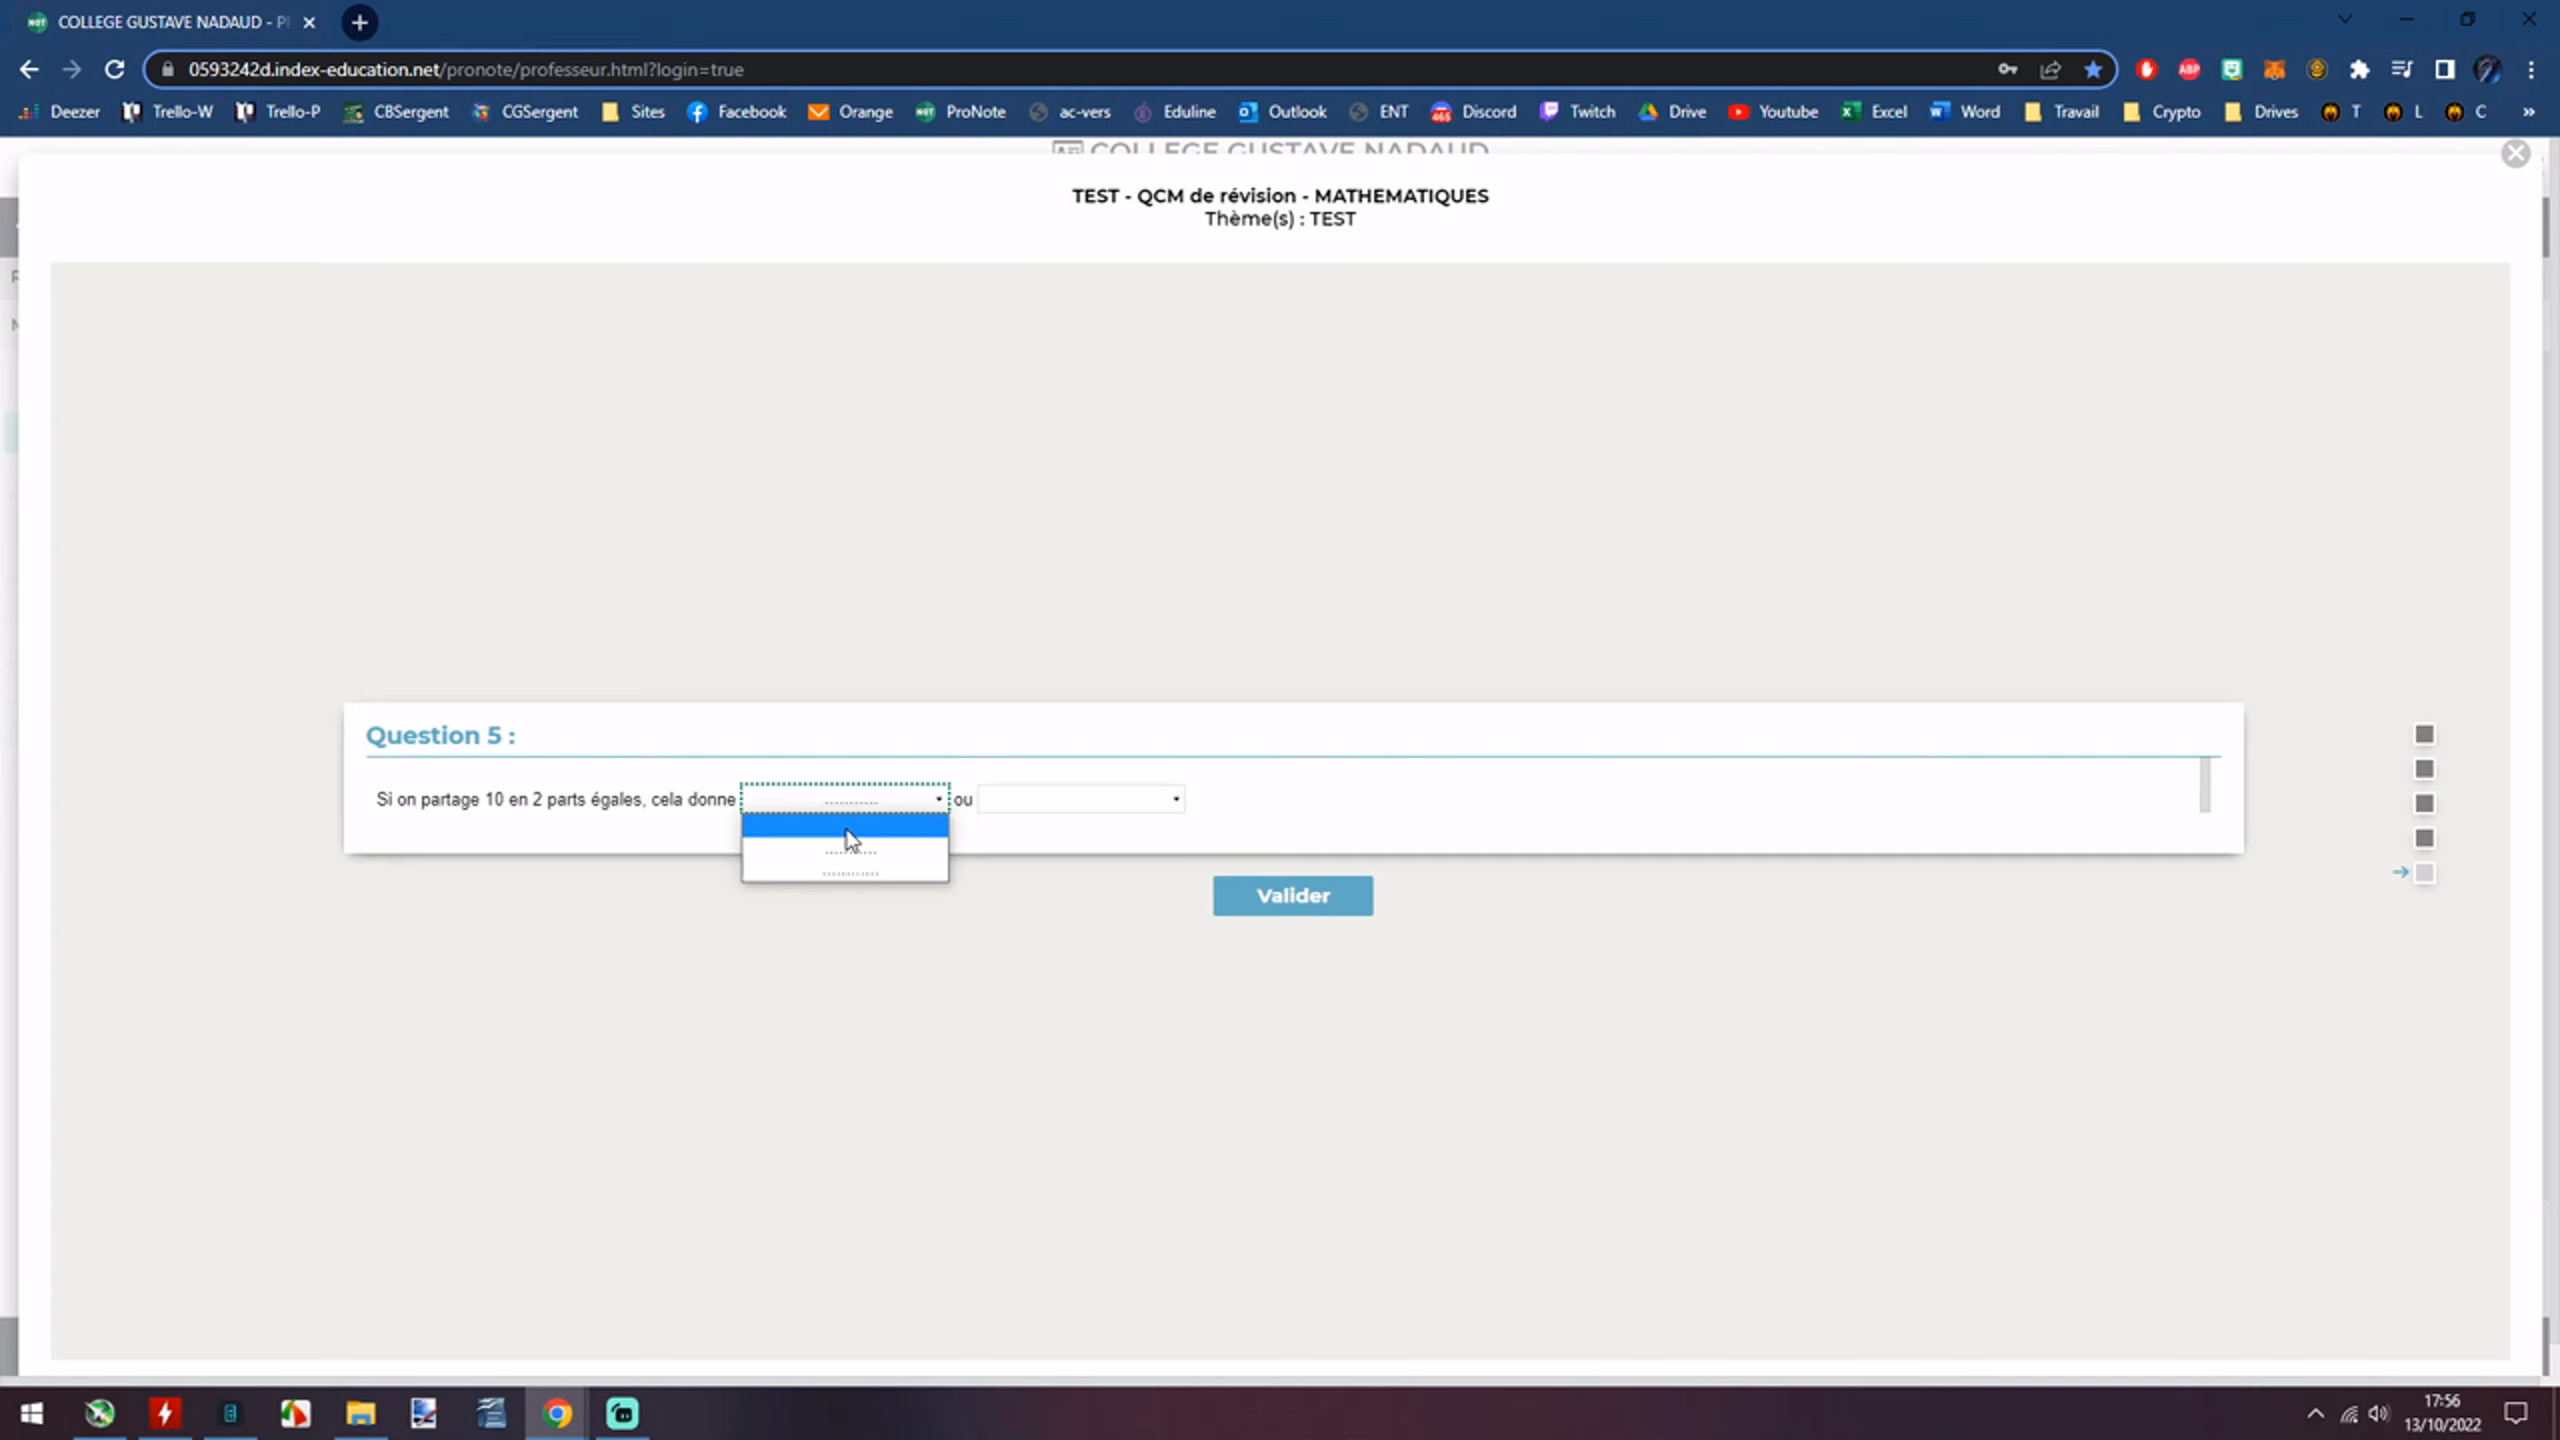 COLLEGE GUSTAVE NADAUD - P
0593242d.index-education.net/pronote/professeur.html?login=true
Deezer Trello-W Trello-P CBSergent CGSergent Sites Facebook Orange ProNote ac-vers Eduline Outlook ENT Discord Twitch Drive Youtube Excel Word Travail Crypto Drives T L C »
COLLEGE GUSTAVE NADAUD
TEST - QCM de révision - MATHEMATIQUES
Thème(s) : TEST
Question 5 :
Si on partage 10 en 2 parts égales, cela donne ............ ou
............
............
Valider
17:56
13/10/2022